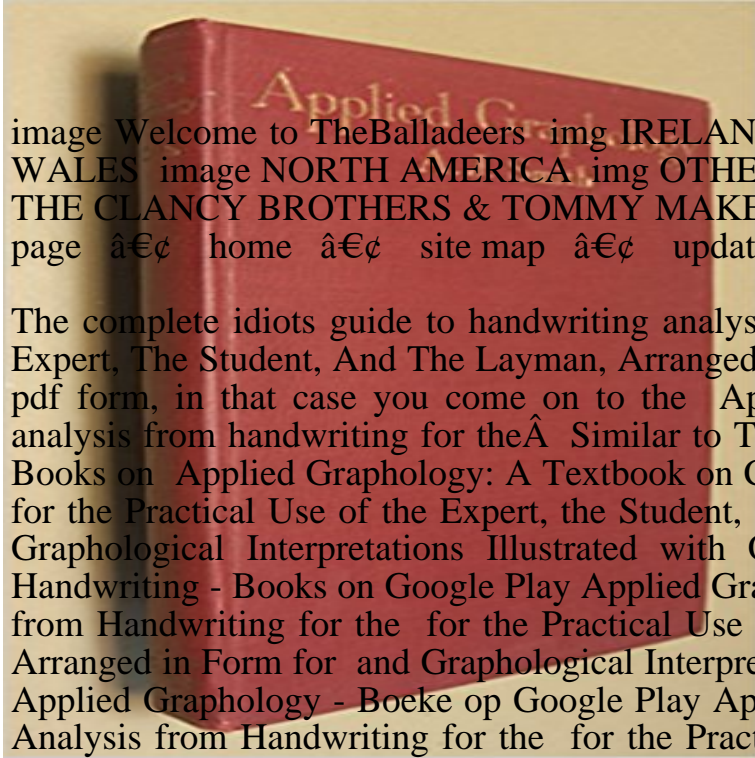 Applied Graphology
image Welcome to TheBalladeers img IRELAN
WALES image NORTH AMERICA img OTHE
THE CLANCY BROTHERS & TOMMY MAKE
page â€¢ home â€¢ site map â€¢ updat
The complete idiots guide to handwriting analys
Expert, The Student, And The Layman, Arranged
pdf form, in that case you come on to the Ap
analysis from handwriting for theÂ Similar to T
Books on Applied Graphology: A Textbook on C
for the Practical Use of the Expert, the Student,
Graphological Interpretations Illustrated with C
Handwriting - Books on Google Play Applied Gra
from Handwriting for the for the Practical Use
Arranged in Form for and Graphological Interpre
Applied Graphology - Boeke op Google Play Ap
Analysis from Handwriting for the for the Pract